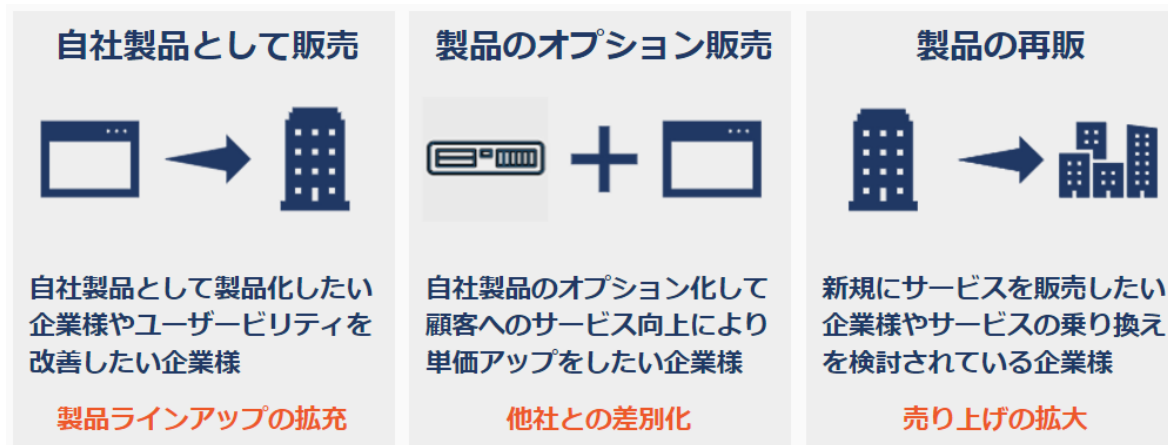 自社製品として販売
自社製品として製品化したい
企業様やユーザービリティを
改善したい企業様
製品ラインアップの拡充
製品のオプション販売
自社製品のオプション化して
顧客へのサービス向上により
単価アップをしたい企業様
他社との差別化
製品の再販
新規にサービスを販売したい
企業様やサービスの乗り換え
を検討されている企業様
売り上げの拡大